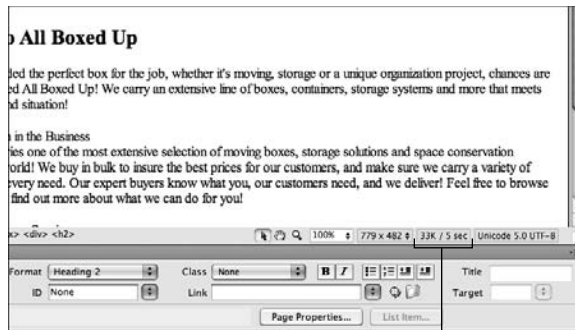 o All Boxed Up
ded the perfect box for the job, whether it's moving, storage or a unique organization project, chances are
ed All Boxed Up! We carry an extensive line of boxes, containers, storage systems and more that meets
nd situation!
n in the Business
ries one of the most extensive selection of moving boxes, storage solutions and space conservation
orld! We buy in bulk to insure the best prices for our customers, and make sure we carry a variety of
every need. Our expert buyers know what you, our customers need, and we deliver! Feel free to browse
find out more about what we can do for you!
x> <div> <h2> 100% 779 x 482 33K / 5 sec Unicode 5.0 UTF-8
Format Heading 2 Class None B I Title
ID None Link Target
Page Properties... List Item...